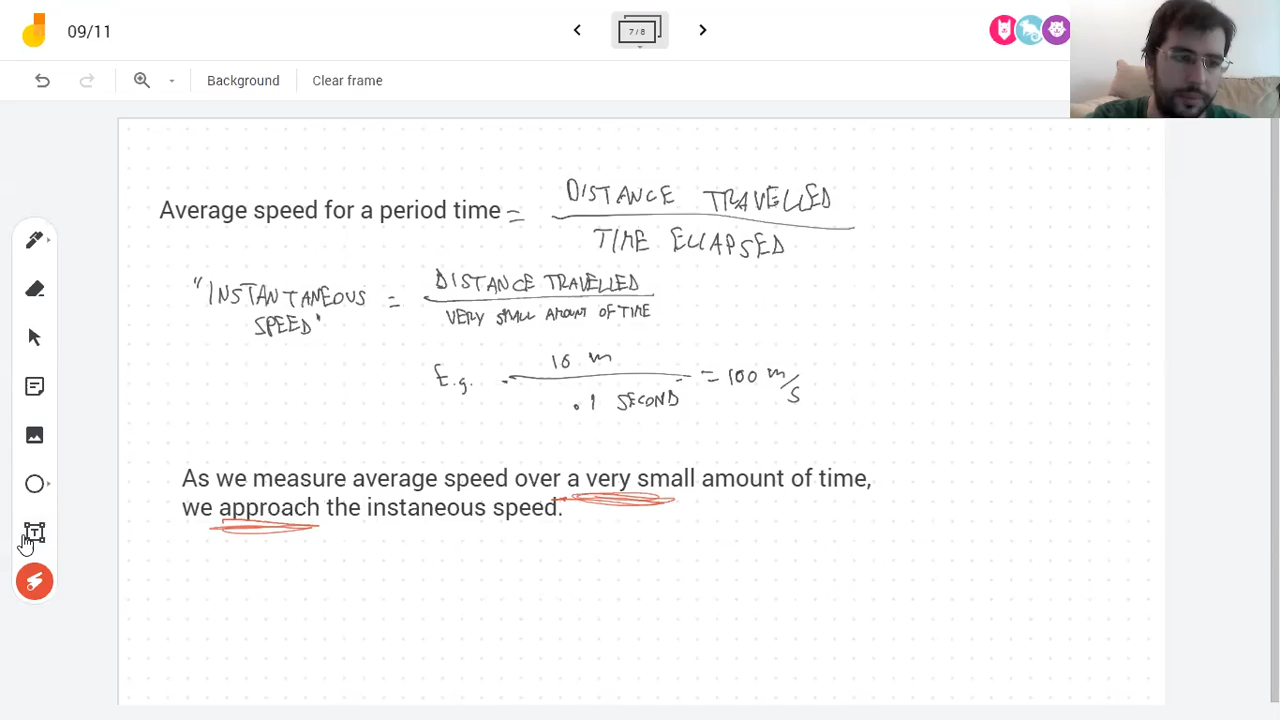 09/11
7 / 8
Background
Clear frame
Average speed for a period time = DISTANCE TRAVELLED
TIME ELLAPSED
"INSTANTANEOUS SPEED" = DISTANCE TRAVELLED
VERY SMALL AMOUNT OF TIME
E.g. 10 m
.1 SECOND
= 100 m/s
As we measure average speed over a very small amount of time,
we approach the instaneous speed.
T